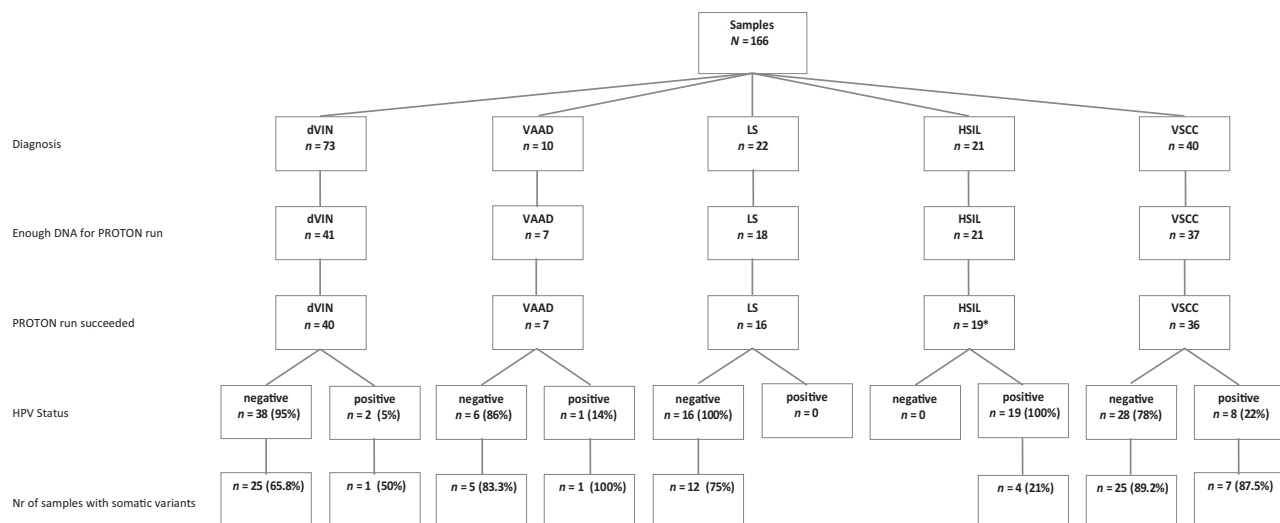 Samples
N = 166
Diagnosis
dVIN
n = 73
VAAD
n = 10
LS
n = 22
HSIL
n = 21
VSCC
n = 40
Enough DNA for PROTON run
dVIN
n = 41
VAAD
n = 7
LS
n = 18
HSIL
n = 21
VSCC
n = 37
PROTON run succeeded
dVIN
n = 40
VAAD
n = 7
LS
n = 16
HSIL
n = 19*
VSCC
n = 36
HPV Status
negative
n = 38 (95%)
positive
n = 2 (5%)
negative
n = 6 (86%)
positive
n = 1 (14%)
negative
n = 16 (100%)
positive
n = 0
negative
n = 0
positive
n = 19 (100%)
negative
n = 28 (78%)
positive
n = 8 (22%)
Nr of samples with somatic variants
n = 25 (65.8%)
n = 1 (50%)
n = 5 (83.3%)
n = 1 (100%)
n = 12 (75%)
n = 4 (21%)
n = 25 (89.2%)
n = 7 (87.5%)